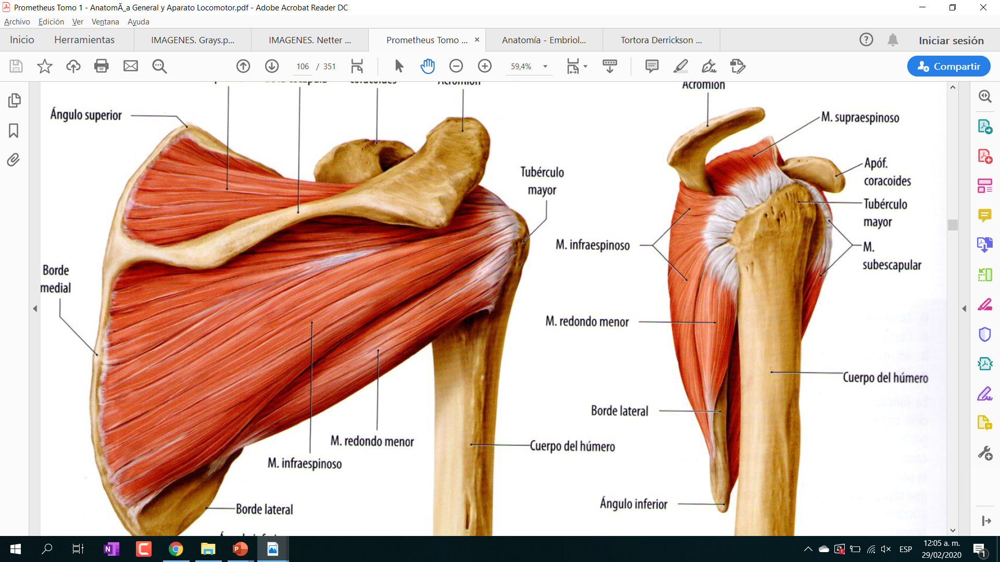 Prometheus Tomo 1 - AnatomÃ_a General y Aparato Locomotor.pdf - Adobe Acrobat Reader DC
Archivo Edición Ver Ventana Ayuda
Inicio Herramientas IMAGENES. Grays.p... IMAGENES. Netter ... Prometheus Tomo ... × Anatomía - Embriol... Tortora Derrickson ... Iniciar sesión
106 / 351 59,4% Compartir
coracoides Acromion
Acromion
Ángulo superior
M. supraespinoso
Apóf.
coracoides
Tubérculo
mayor
Tubérculo
mayor
M. infraespinoso
M.
subescapular
Borde
medial
M. redondo menor
Cuerpo del húmero
Borde lateral
M. redondo menor
Cuerpo del húmero
M. infraespinoso
Ángulo inferior
Borde lateral
ESP
12:05 a. m.
29/02/2020
1